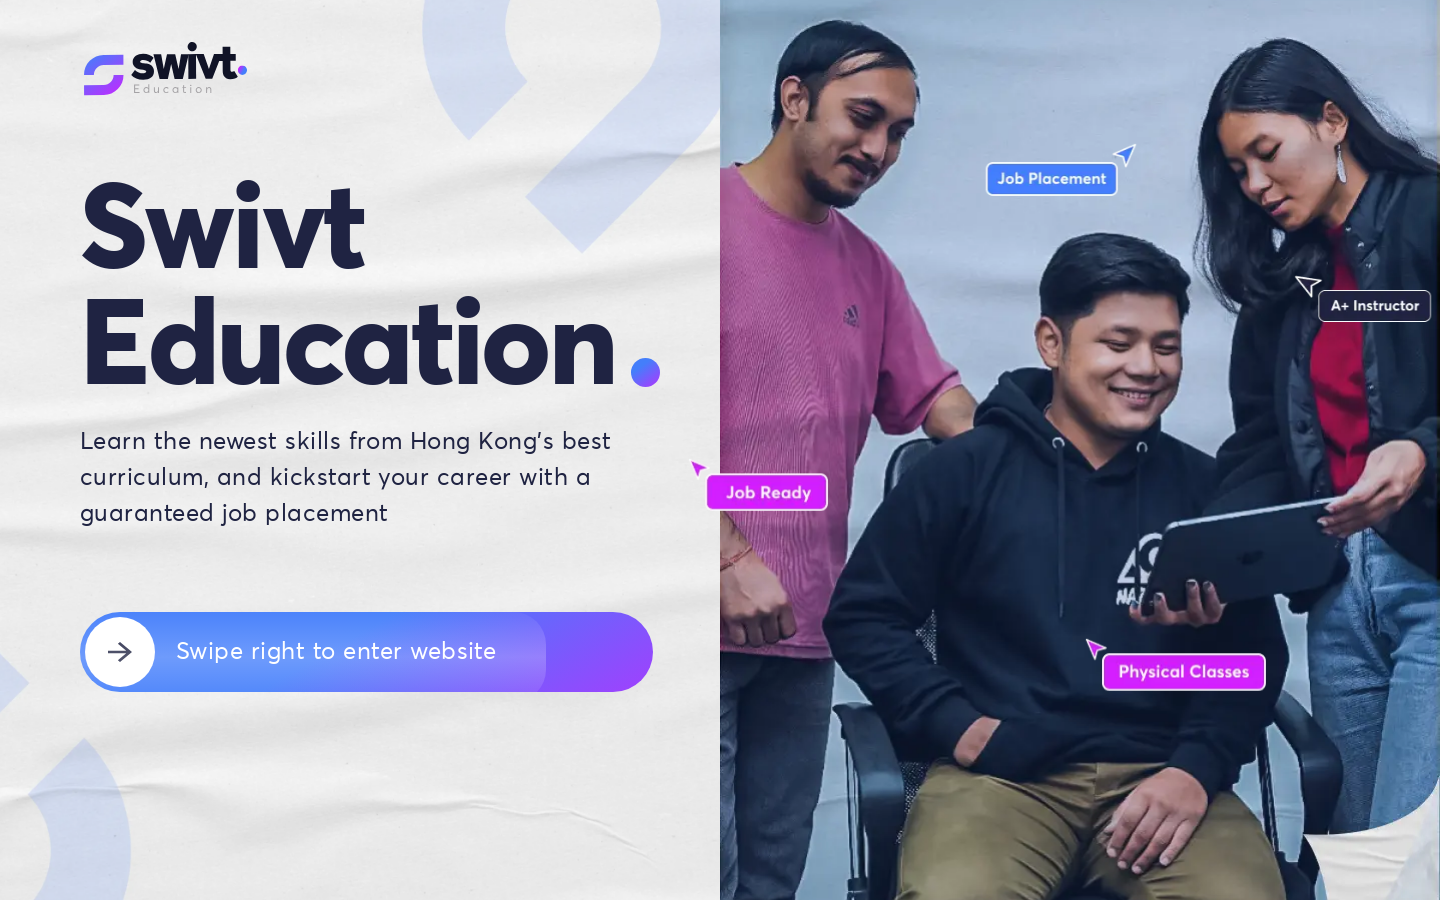 swivt.
Education
Swivt
Education.
Learn the newest skills from Hong Kong's best
curriculum, and kickstart your career with a
guaranteed job placement
Swipe right to enter website
Job Placement
A+ Instructor
Job Ready
Physical Classes